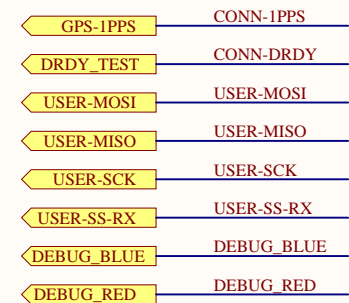 GPS-1PPS CONN-1PPS
DRDY_TEST CONN-DRDY
USER-MOSI USER-MOSI
USER-MISO USER-MISO
USER-SCK USER-SCK
USER-SS-RX USER-SS-RX
DEBUG_BLUE DEBUG_BLUE
DEBUG_RED DEBUG_RED